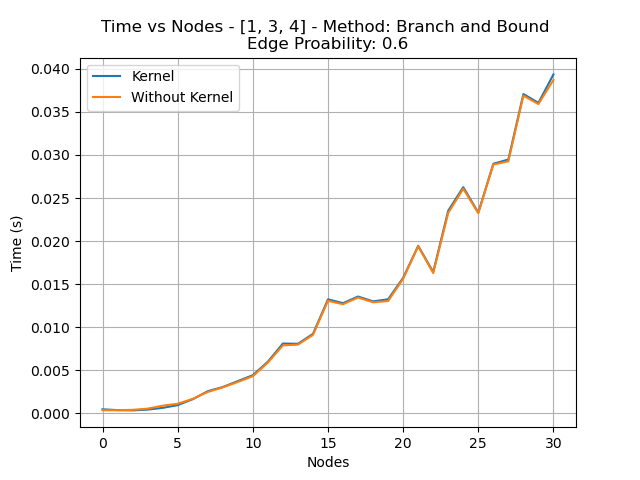 Time vs Nodes - [1, 3, 4] - Method: Branch and Bound
Edge Proability: 0.6
Kernel
Without Kernel
0.040
0.035
0.030
0.025
0.020
0.015
0.010
0.005
0.000
Time (s)
0 5 10 15 20 25 30
Nodes